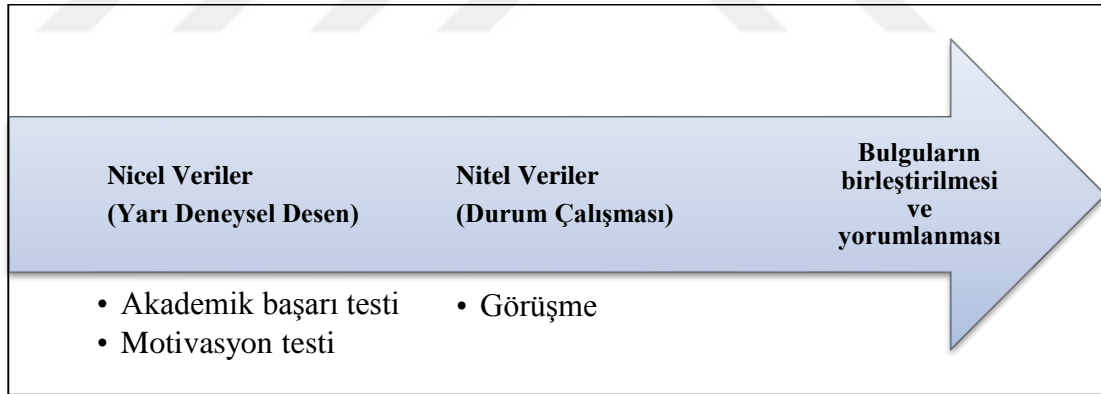 Nicel Veriler
(Yarı Deneysel Desen)
• Akademik başarı testi
• Motivasyon testi
Nitel Veriler
(Durum Çalışması)
• Görüşme
Bulguların
birleştirilmesi
ve
yorumlanması